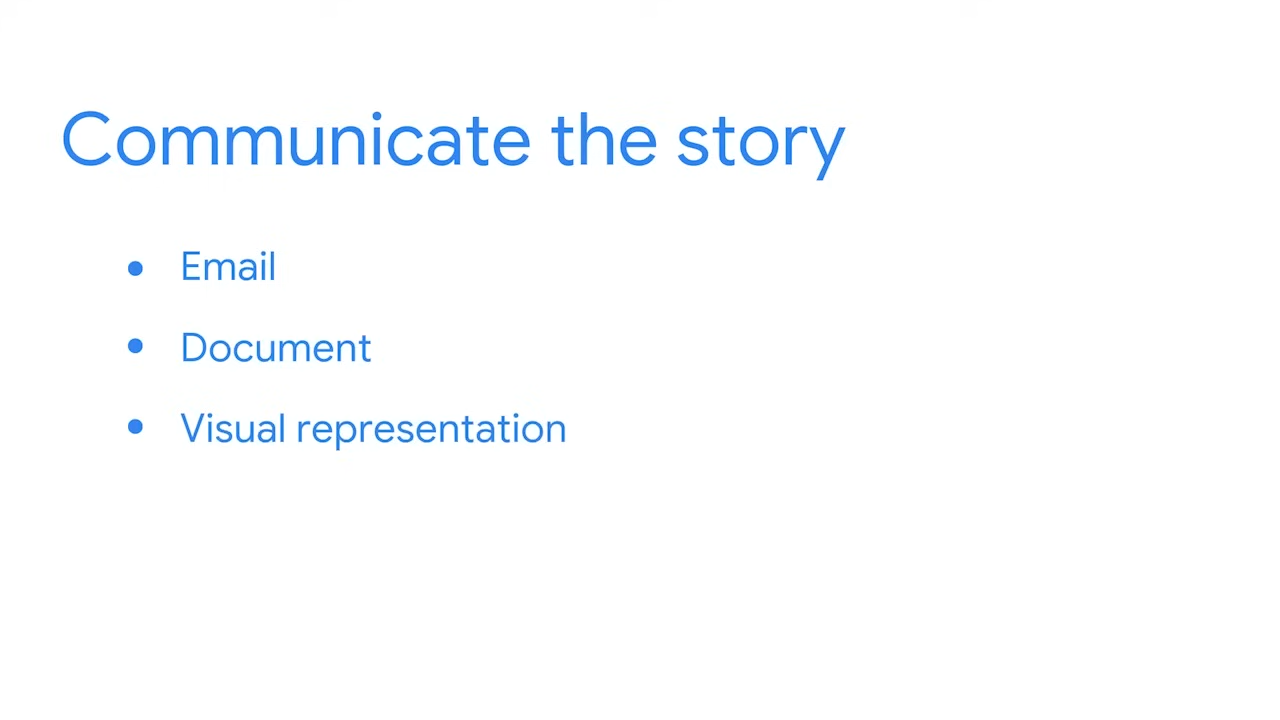 Communicate the story
• Email
• Document
• Visual representation